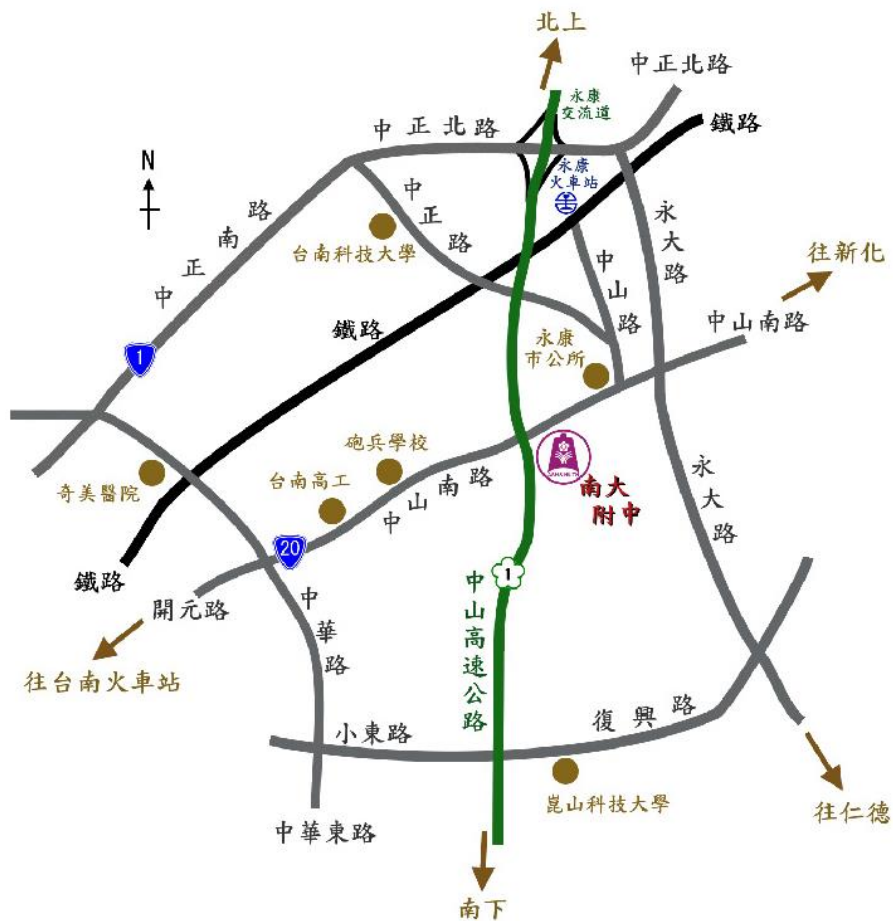 北上
中正北路
永康
交流道
鐵路
中正北路
N
永康
火車站
中正路
永大路
中正南路
台南科技大學
往新化
中山路
中山南路
鐵路
永康
市公所
1
砲兵學校
台南高工
奇美醫院
中山南路
南大
附中
永大路
20
1
鐵路
開元路
中華路
中山高速公路
往台南火車站
小東路
復興路
崑山科技大學
往仁德
中華東路
南下